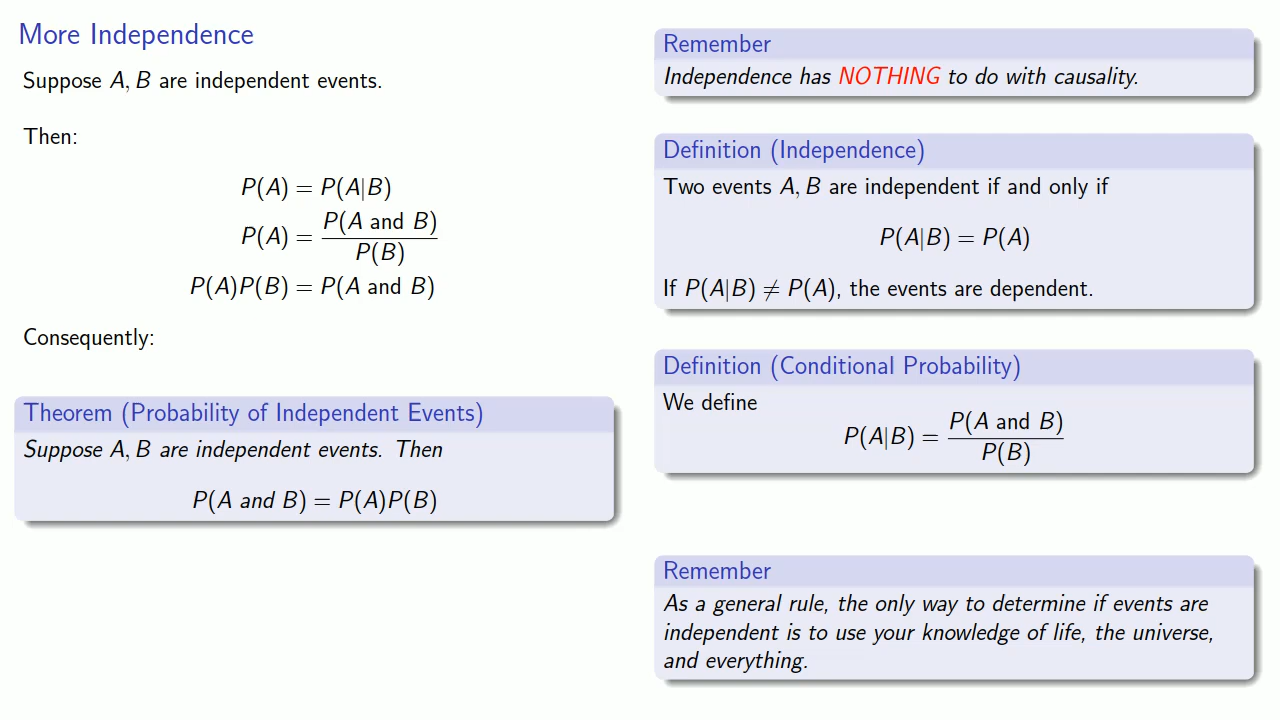 More Independence
Suppose A, B are independent events.
Then:
P(A) = P(A|B)
P(A) = P(A and B) / P(B)
P(A)P(B) = P(A and B)
Consequently:
Theorem (Probability of Independent Events)
Suppose A, B are independent events. Then
P(A and B) = P(A)P(B)
Remember
Independence has NOTHING to do with causality.
Definition (Independence)
Two events A, B are independent if and only if
P(A|B) = P(A)
If P(A|B) ≠ P(A), the events are dependent.
Definition (Conditional Probability)
We define
P(A|B) = P(A and B) / P(B)
Remember
As a general rule, the only way to determine if events are
independent is to use your knowledge of life, the universe,
and everything.